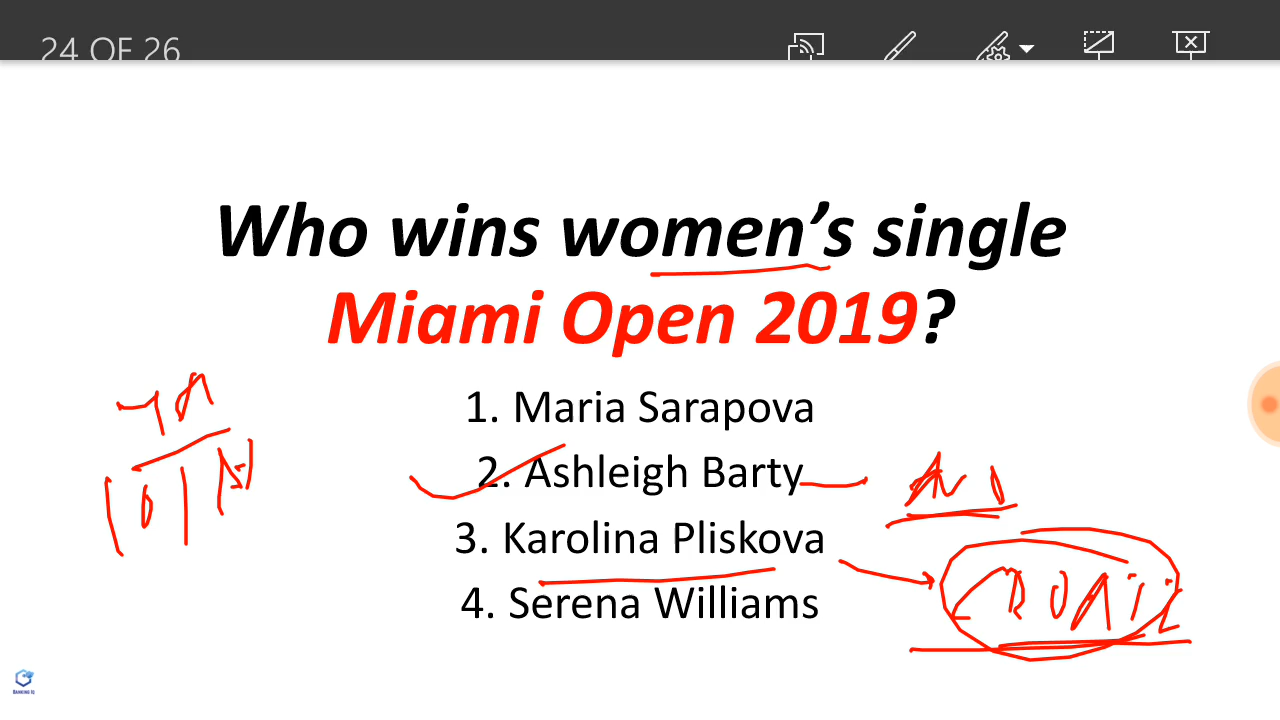 24 OF 26
Who wins women's single
Miami Open 2019?
1. Maria Sarapova
2. Ashleigh Barty
3. Karolina Pliskova
4. Serena Williams